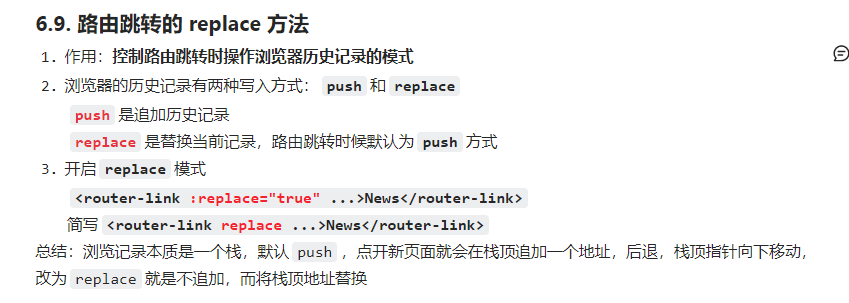 6.9. 路由跳转的 replace 方法
1. 作用：控制路由跳转时操作浏览器历史记录的模式
2. 浏览器的历史记录有两种写入方式： push 和 replace
push 是追加历史记录
replace 是替换当前记录，路由跳转时候默认为 push 方式
3. 开启 replace 模式
<router-link :replace="true" ...>News</router-link>
简写 <router-link replace ...>News</router-link>
总结：浏览记录本质是一个栈，默认 push ，点开新页面就会在栈顶追加一个地址，后退，栈顶指针向下移动，
改为 replace 就是不追加，而将栈顶地址替换